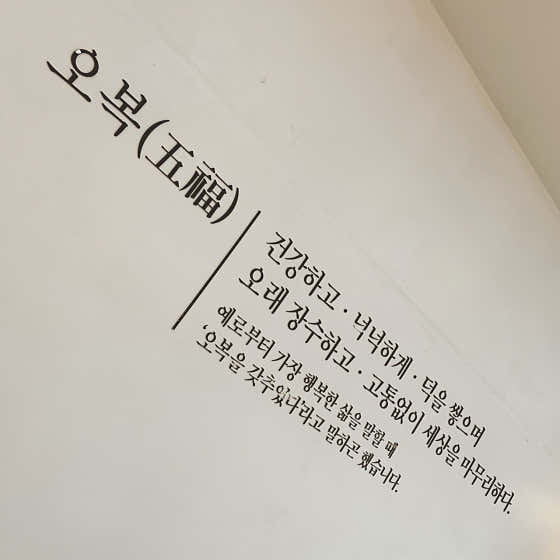 오복(五福)
건강하고·넉넉하게·덕을 쌓으며
오래 장수하고·고통없이 세상을 마무리하다.
예로부터 가장 행복한 삶을 말할 때
'오복을 갖추었다'라고 말하곤 했습니다.